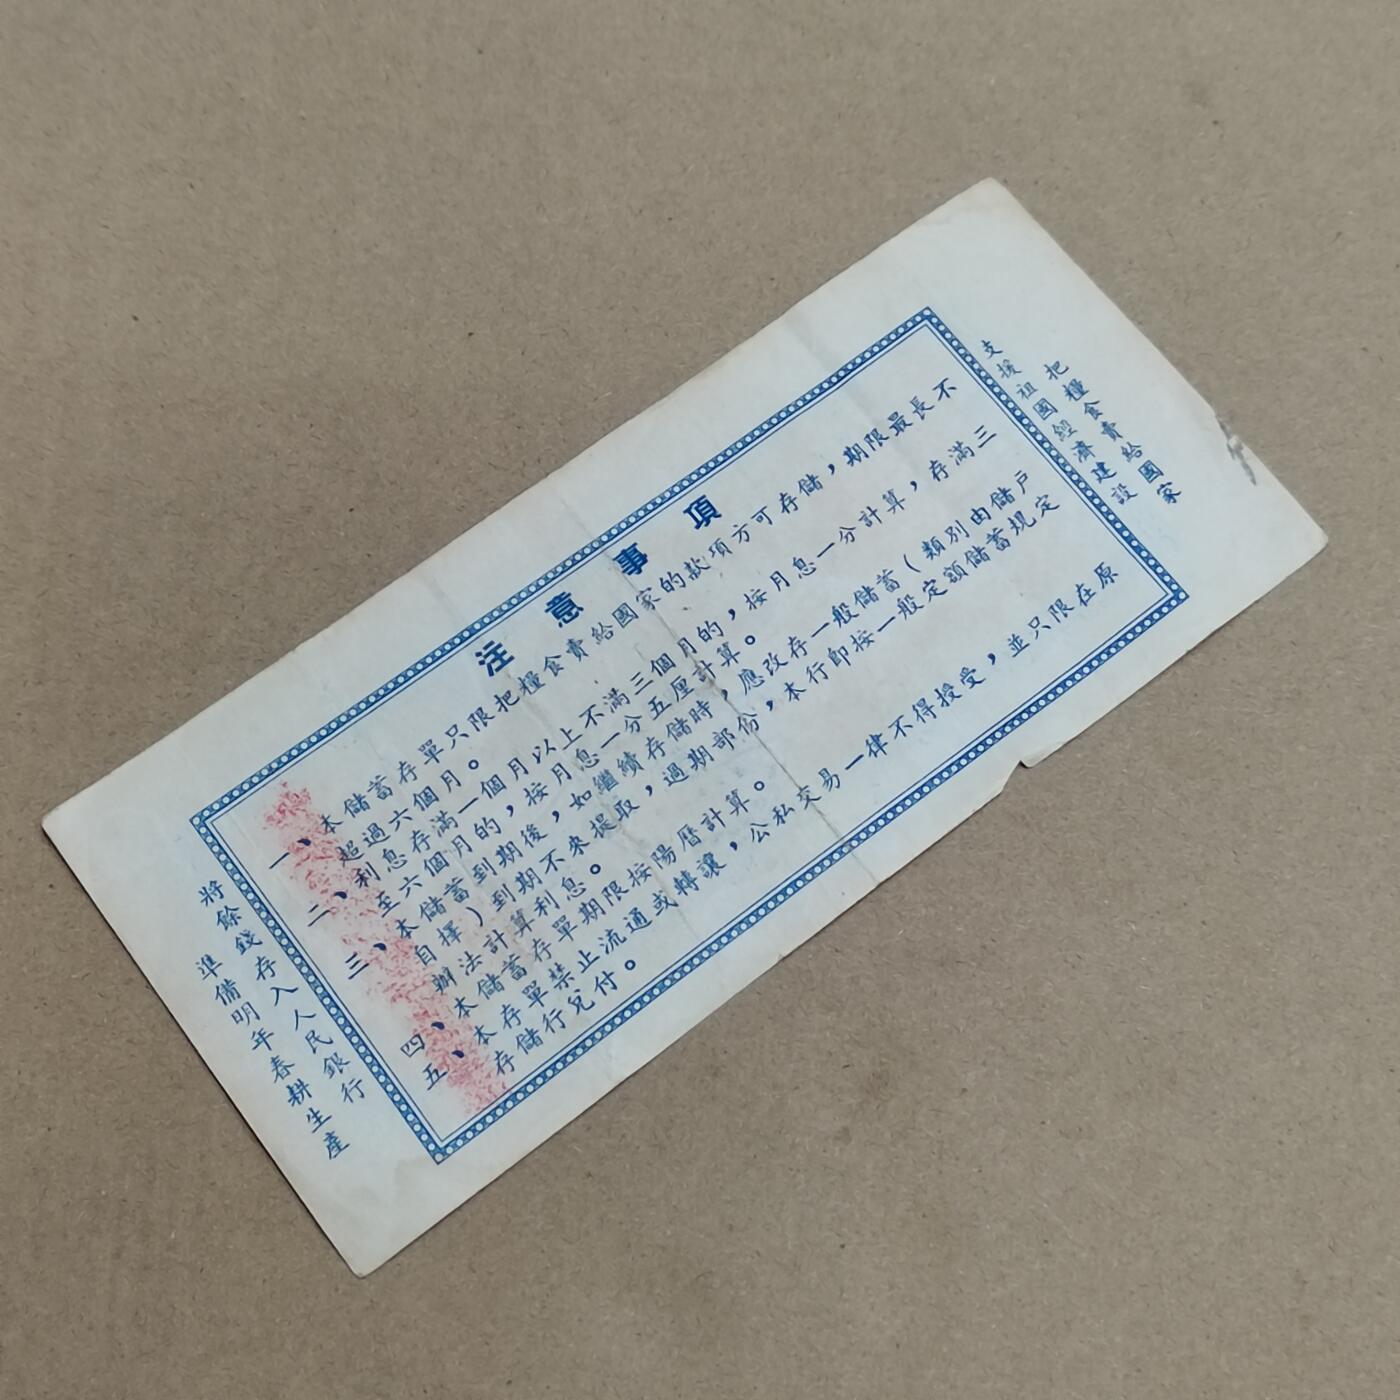 注意事項
一、本儲蓄存單只限把糧食賣給國家的款項方可存儲，期限最長不
超過六個月。
二、利息存滿一個月以上不滿三個月的，按月息一分計算，存滿三
至六個月的，按月息一分五厘計算。
三、本儲蓄到期後，如繼續存儲時，應改存一般儲蓄（類別由儲戶
自擇）到期不來提取，過期部份，本行即按一般定額儲蓄規定
辦法計算利息。
四、本儲蓄存單期限按陽曆計算。
五、本存單禁止流通或轉讓，公私交易一律不得授受，並只限在原
存儲行兌付。
把糧食賣給國家
支援祖國經濟建設
將餘錢存入人民銀行
準備明年春耕生產